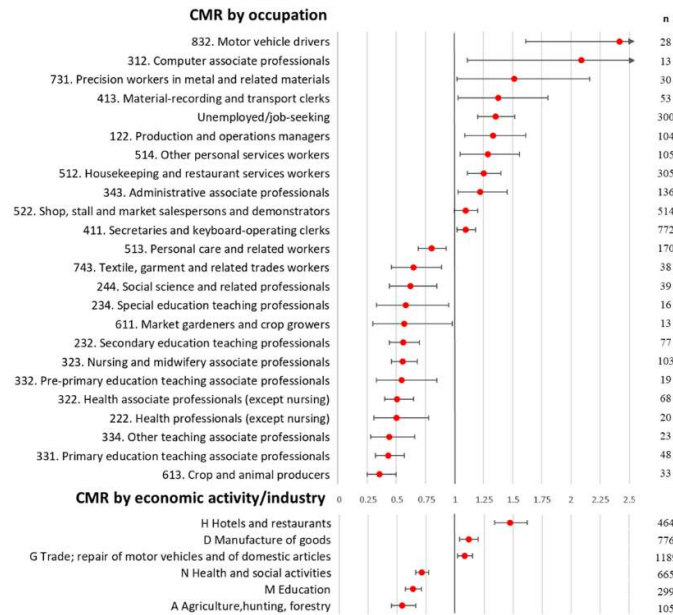 CMR by occupation n
832. Motor vehicle drivers 28
312. Computer associate professionals 13
731. Precision workers in metal and related materials 30
413. Material-recording and transport clerks 53
Unemployed/job-seeking 300
122. Production and operations managers 104
514. Other personal services workers 105
512. Housekeeping and restaurant services workers 305
343. Administrative associate professionals 136
522. Shop, stall and market salespersons and demonstrators 514
411. Secretaries and keyboard-operating clerks 772
513. Personal care and related workers 170
743. Textile, garment and related trades workers 38
244. Social science and related professionals 39
234. Special education teaching professionals 16
611. Market gardeners and crop growers 13
232. Secondary education teaching professionals 77
323. Nursing and midwifery associate professionals 103
332. Pre-primary education teaching associate professionals 19
322. Health associate professionals (except nursing) 68
222. Health professionals (except nursing) 20
334. Other teaching associate professionals 23
331. Primary education teaching associate professionals 48
613. Crop and animal producers 33
CMR by economic activity/industry 0 0.25 0.5 0.75 1 1.25 1.5 1.75 2 2.25 2.5
H Hotels and restaurants 464
D Manufacture of goods 776
G Trade; repair of motor vehicles and of domestic articles 118
N Health and social activities 665
M Education 299
A Agriculture,hunting, forestry 105